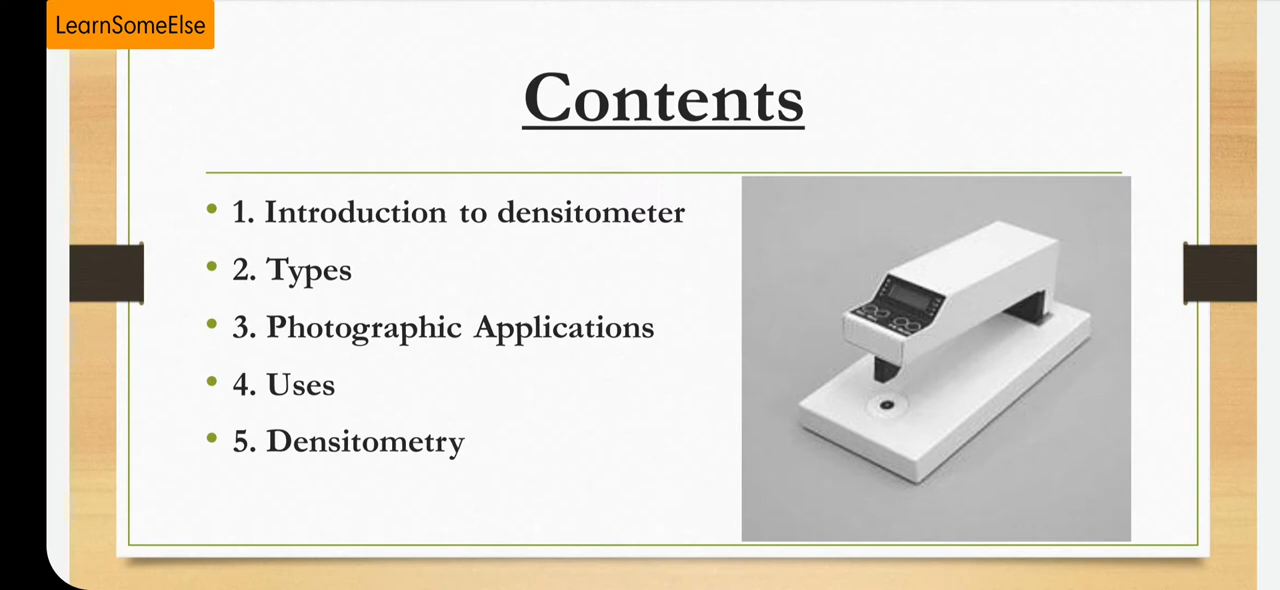 LearnSomeElse
Contents
• 1. Introduction to densitometer
• 2. Types
• 3. Photographic Applications
• 4. Uses
• 5. Densitometry